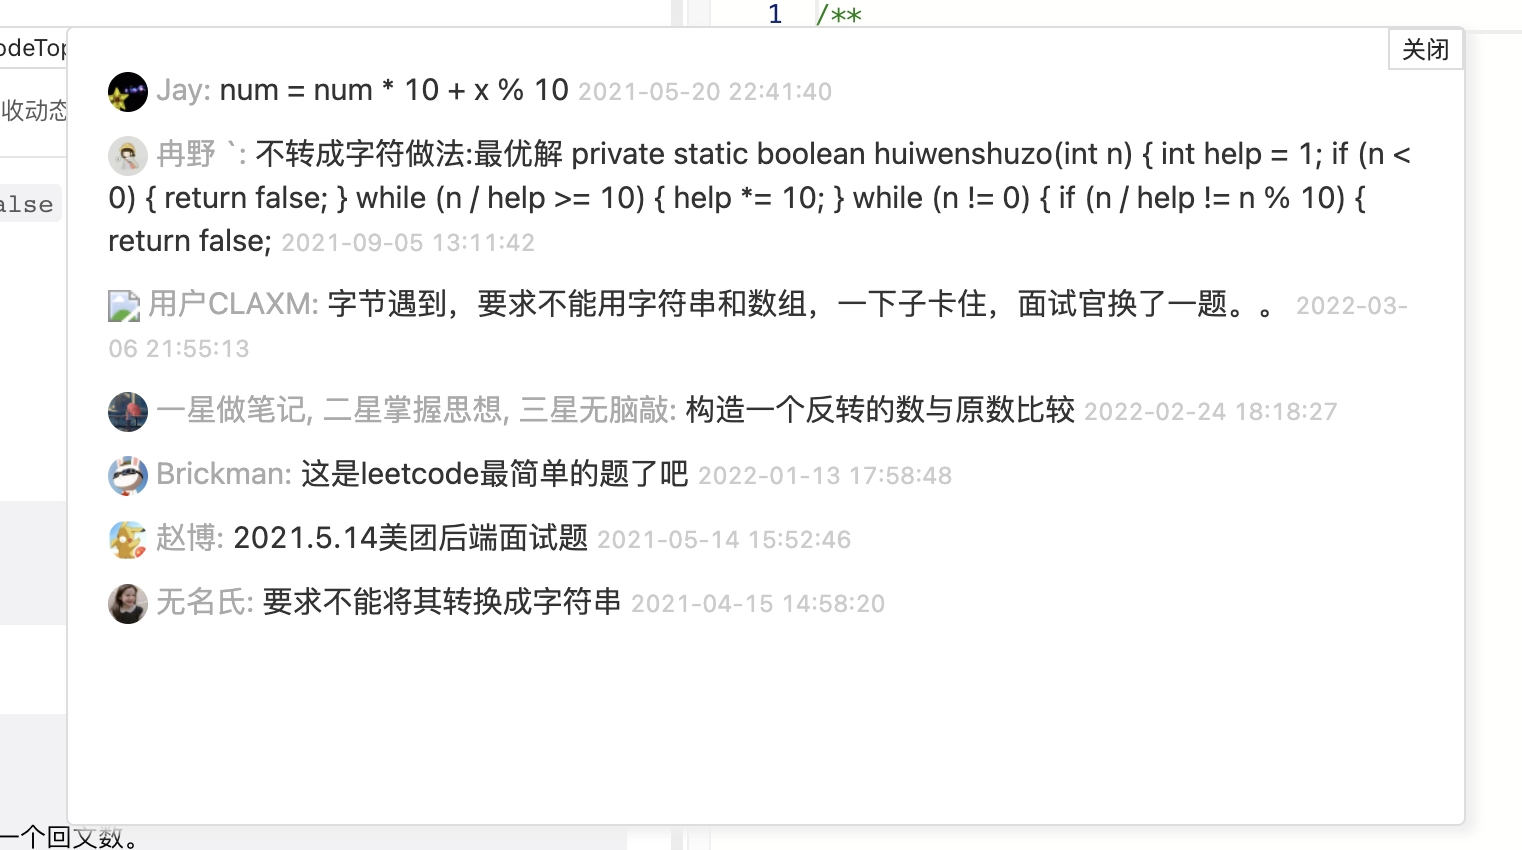 1 /**
odeTop
关闭
Jay: num = num * 10 + x % 10 2021-05-20 22:41:40
收动态
冉野 `: 不转成字符做法:最优解 private static boolean huiwenshuzo(int n) { int help = 1; if (n <
0) { return false; } while (n / help >= 10) { help *= 10; } while (n != 0) { if (n / help != n % 10) {
alse
return false; 2021-09-05 13:11:42
用户CLAXM: 字节遇到，要求不能用字符串和数组，一下子卡住，面试官换了一题。。 2022-03-
06 21:55:13
一星做笔记, 二星掌握思想, 三星无脑敲: 构造一个反转的数与原数比较 2022-02-24 18:18:27
Brickman: 这是leetcode最简单的题了吧 2022-01-13 17:58:48
赵博: 2021.5.14美团后端面试题 2021-05-14 15:52:46
无名氏: 要求不能将其转换成字符串 2021-04-15 14:58:20
一个回文数。